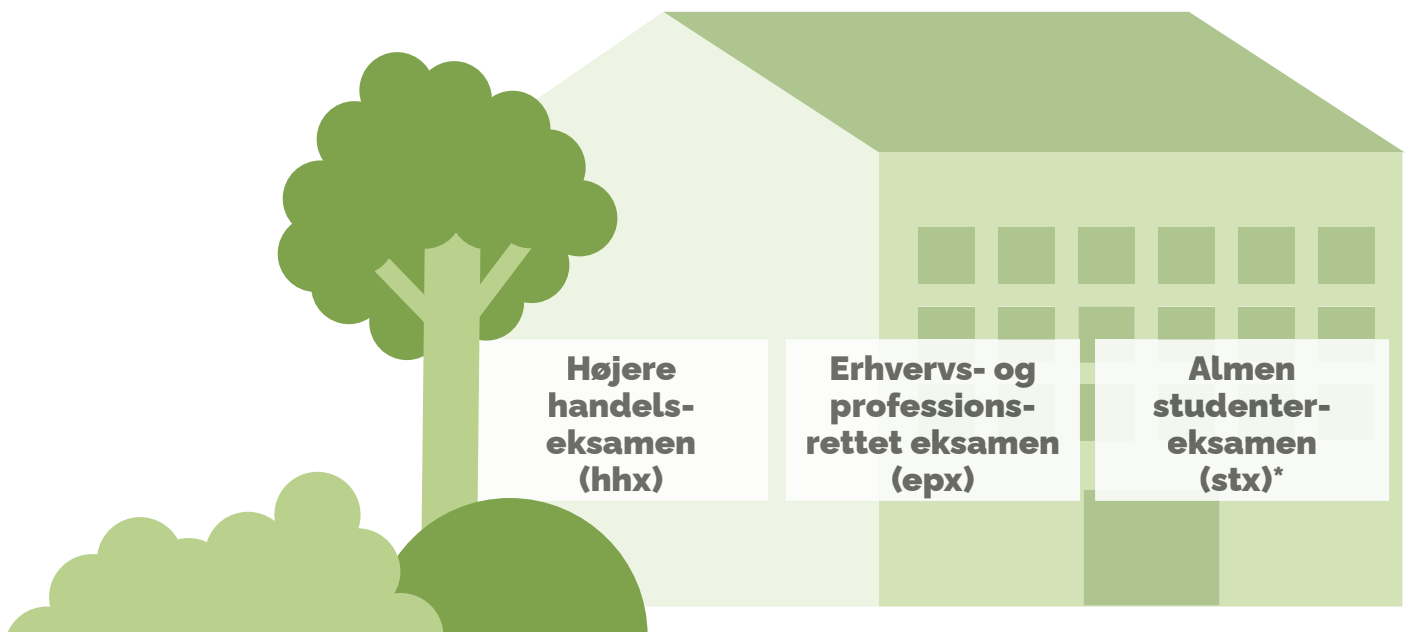 Højere
handels-
eksamen
(hhx)
Erhvervs- og
professions-
rettet eksamen
(epx)
Almen
studenter-
eksamen
(stx)*